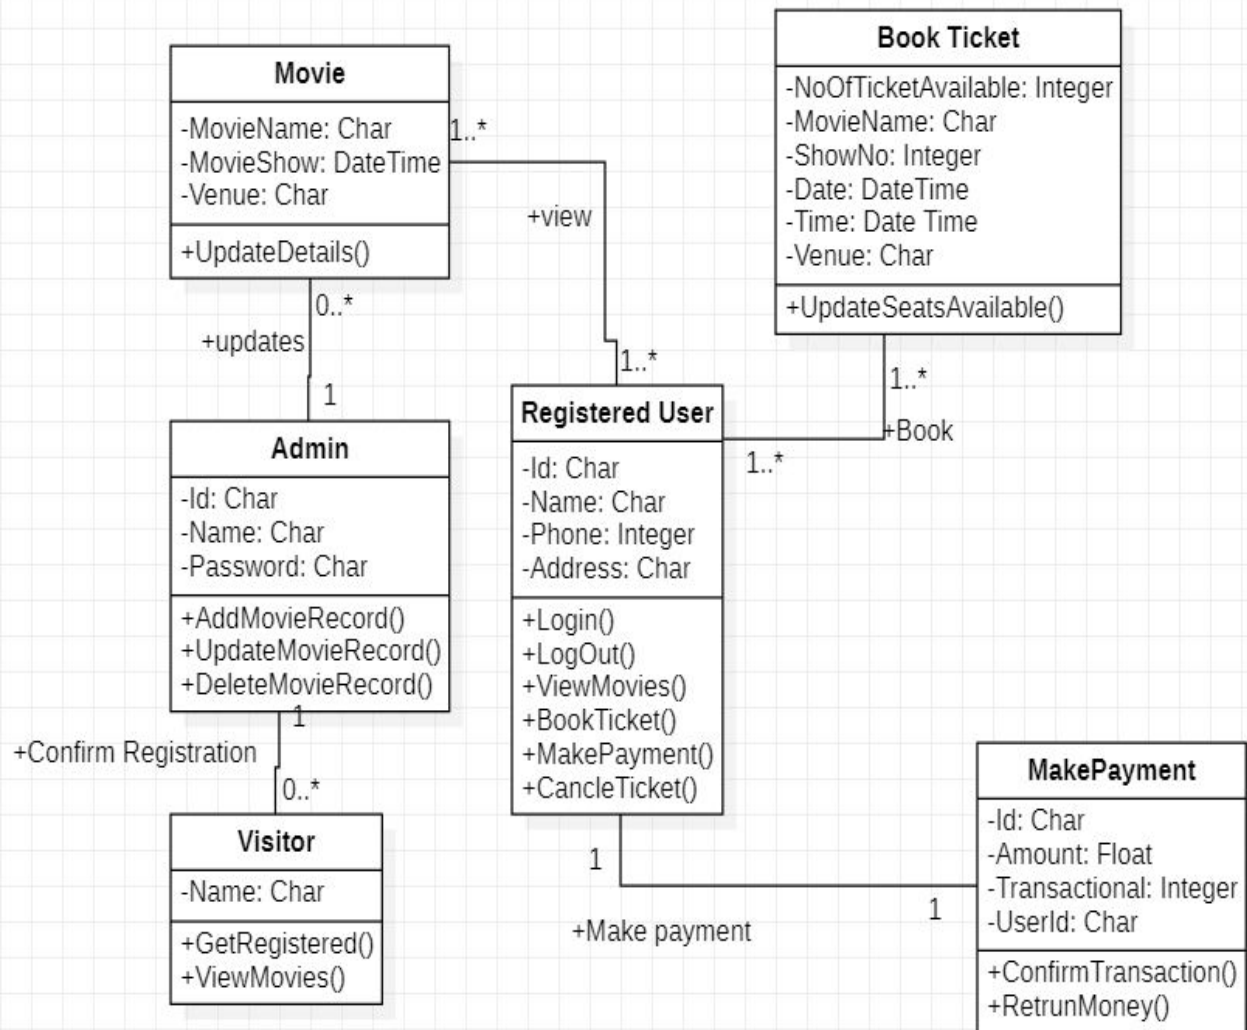 Movie
-MovieName: Char
-MovieShow: DateTime
-Venue: Char
+UpdateDetails()
1..*
+view
1..*
Book Ticket
-NoOfTicketAvailable: Integer
-MovieName: Char
-ShowNo: Integer
-Date: DateTime
-Time: Date Time
-Venue: Char
+UpdateSeatsAvailable()
1..*
+Book
1..*
0..*
+updates
1
Admin
-Id: Char
-Name: Char
-Password: Char
+AddMovieRecord()
+UpdateMovieRecord()
+DeleteMovieRecord()
1
+Confirm Registration
0..*
Visitor
-Name: Char
+GetRegistered()
+ViewMovies()
Registered User
-Id: Char
-Name: Char
-Phone: Integer
-Address: Char
+Login()
+LogOut()
+ViewMovies()
+BookTicket()
+MakePayment()
+CancleTicket()
1
+Make payment
1
MakePayment
-Id: Char
-Amount: Float
-Transactional: Integer
-UserId: Char
+ConfirmTransaction()
+RetrunMoney()